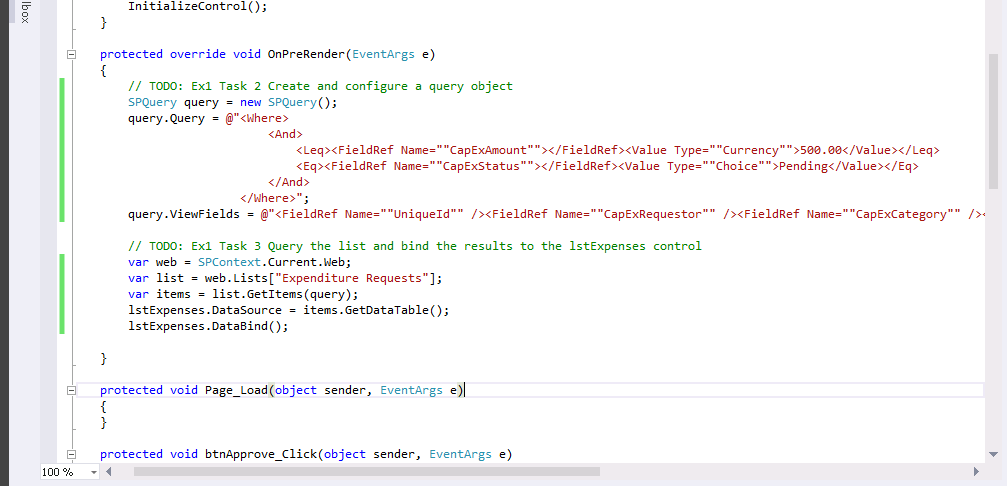 lbox
InitializeControl();
}
protected override void OnPreRender(EventArgs e)
{
// TODO: Ex1 Task 2 Create and configure a query object
SPQuery query = new SPQuery();
query.Query = @"<Where>
<And>
<Leq><FieldRef Name=""CapExAmount""></FieldRef><Value Type=""Currency"">500.00</Value></Leq>
<Eq><FieldRef Name=""CapExStatus""></FieldRef><Value Type=""Choice"">Pending</Value></Eq>
</And>
</Where>";
query.ViewFields = @"<FieldRef Name=""UniqueId"" /><FieldRef Name=""CapExRequestor"" /><FieldRef Name=""CapExCategory"" /><
// TODO: Ex1 Task 3 Query the list and bind the results to the lstExpenses control
var web = SPContext.Current.Web;
var list = web.Lists["Expenditure Requests"];
var items = list.GetItems(query);
lstExpenses.DataSource = items.GetDataTable();
lstExpenses.DataBind();
}
protected void Page_Load(object sender, EventArgs e)
{
}
protected void btnApprove_Click(object sender, EventArgs e)
100 %